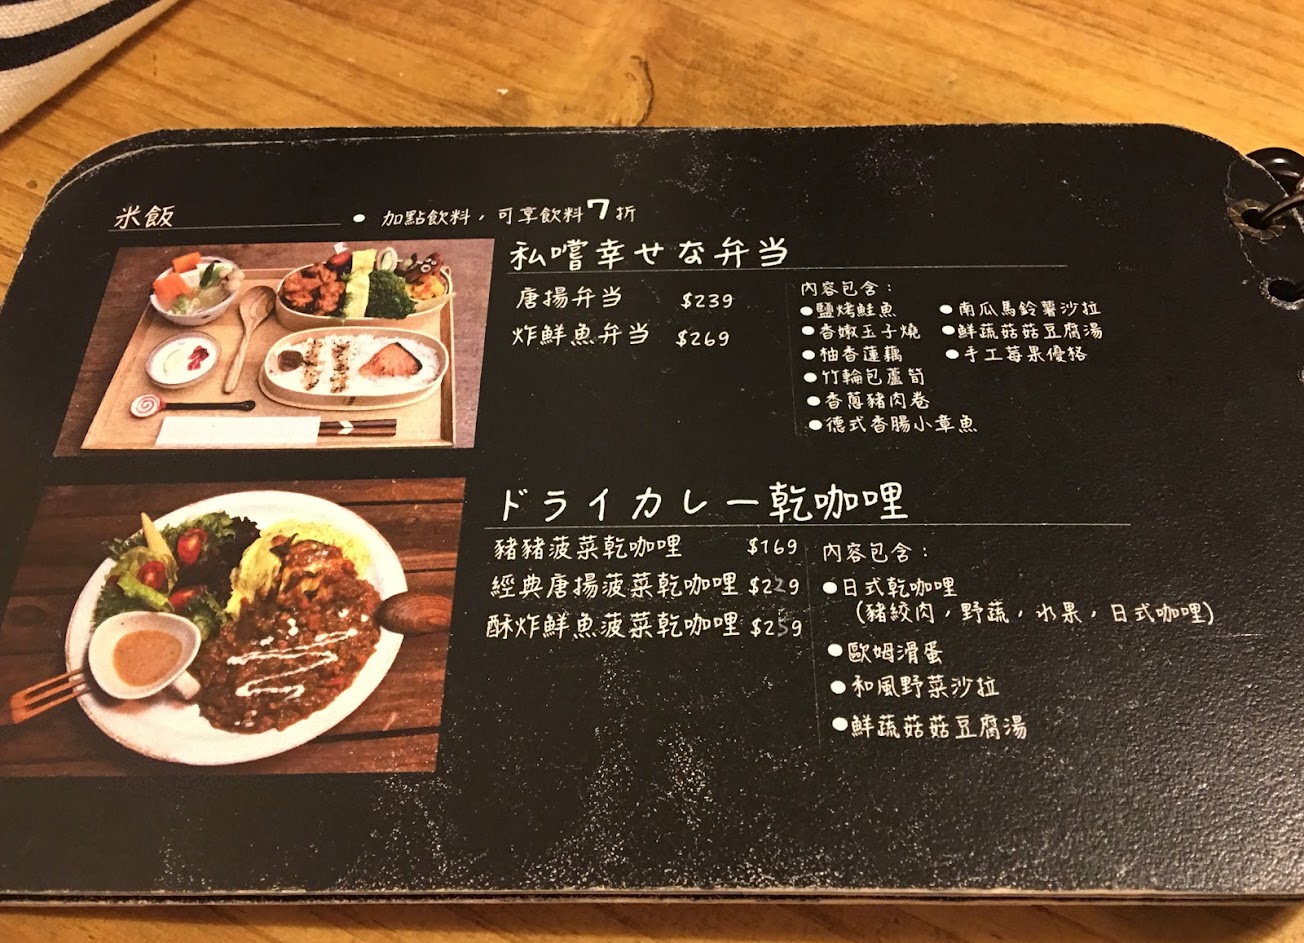 米飯
● 加點飲料，可享飲料7折
私嚐幸せな弁当
唐揚弁当 $239
炸鮮魚弁当 $269
內容包含：
●鹽烤鮭魚
●香嫩玉子燒
●柚香蓮藕
●竹輪包蘆筍
●香蔥豬肉卷
●德式香腸小章魚
●南瓜馬鈴薯沙拉
●鮮蔬菇菇豆腐湯
●手工莓果優格
ドライカレー乾咖哩
豬豬菠菜乾咖哩 $169
經典唐揚菠菜乾咖哩 $229
酥炸鮮魚菠菜乾咖哩 $259
內容包含：
●日式乾咖哩
(豬絞肉，野蔬，水果，日式咖哩)
●歐姆滑蛋
●和風野菜沙拉
●鮮蔬菇菇豆腐湯